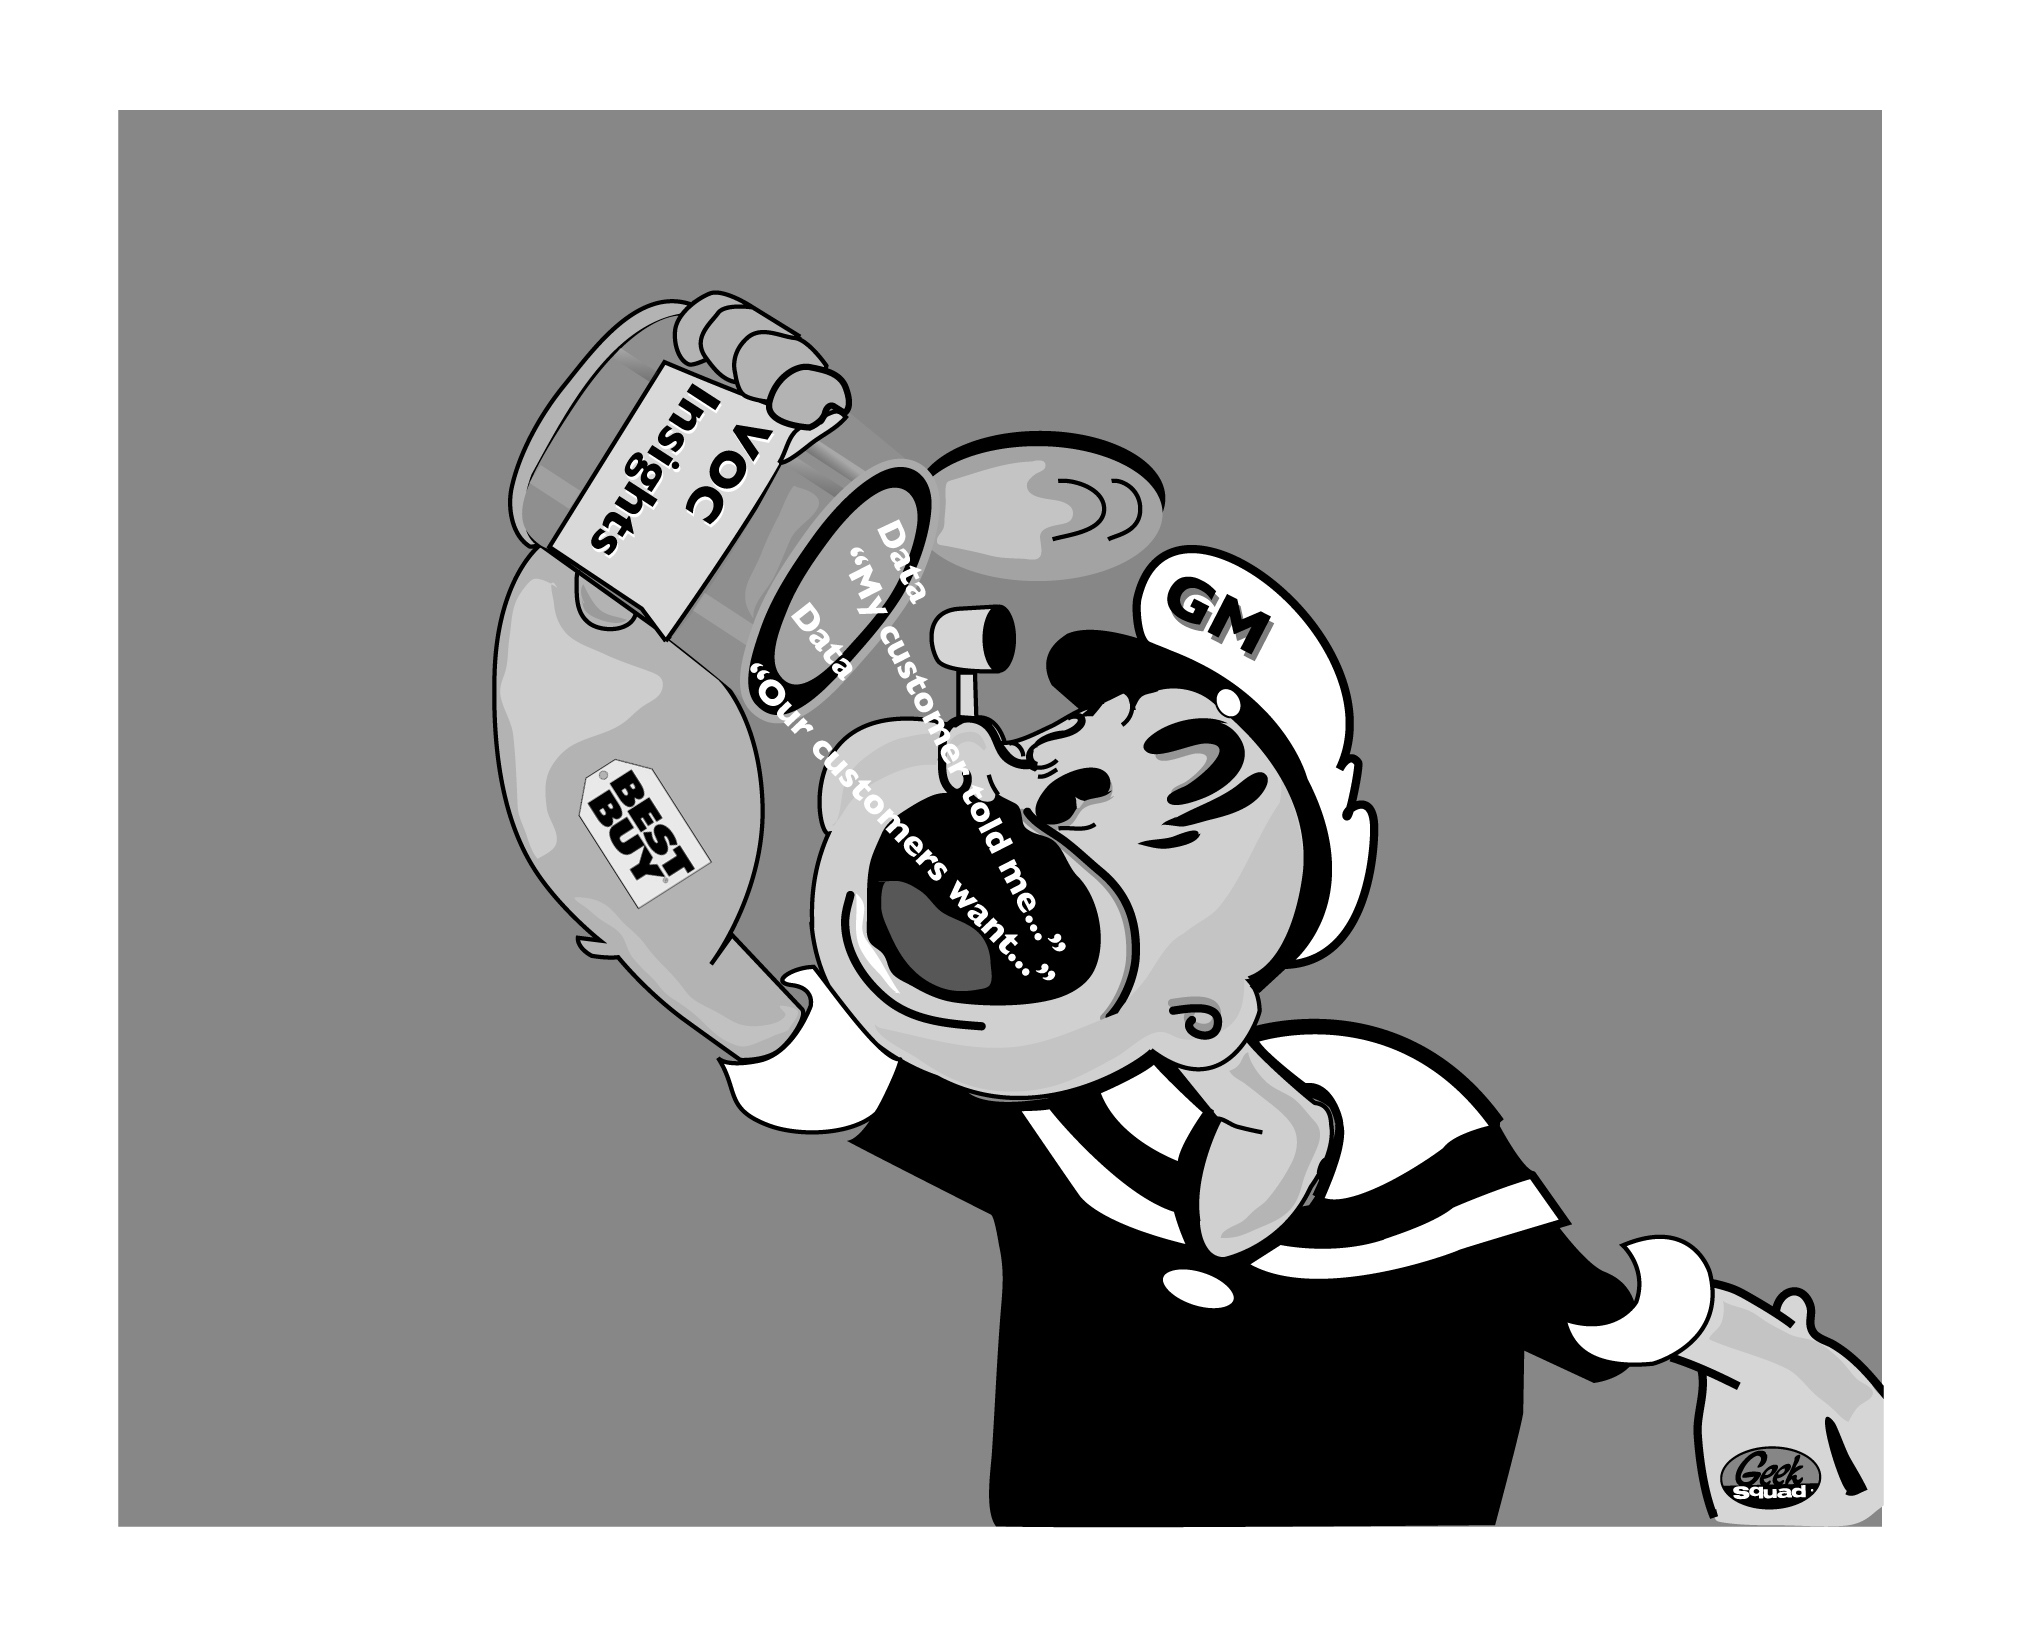 VOC
Insights
Data
“My customer told me...”
Data
“Our customers want...”
GM
BEST
BUY
Geek
Squad